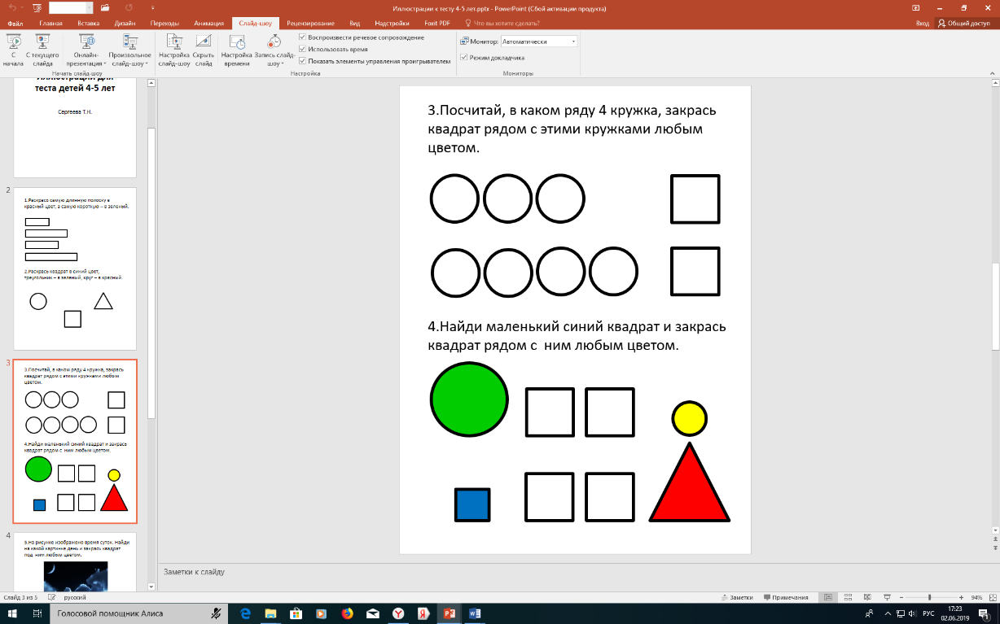 Иллюстрации к тесту 4-5 лет.pptx - PowerPoint (Сбой активации продукта)
Файл
Главная
Вставка
Дизайн
Переходы
Анимация
Слайд-шоу
Рецензирование
Вид
Надстройки
Foxit PDF
Что вы хотите сделать?
Вход
Общий доступ
С начала
С текущего слайда
Онлайн-презентация
Произвольное слайд-шоу
Настройка слайд-шоу
Скрыть слайд
Настройка времени
Запись слайд-шоу
Воспроизвести речевое сопровождение
Использовать время
Показать элементы управления проигрывателем
Монитор: Автоматически
Режим докладчика
Начать слайд-шоу
Настройка
Мониторы
теста детей 4-5 лет
Сергеева Т.Н.
2
1.Раскрась самую длинную полоску в
красный цвет, а самую короткую – в зеленый.
2.Раскрась квадрат в синий цвет,
треугольник – в зеленый, круг – в красный.
3
3.Посчитай, в каком ряду 4 кружка, закрась
квадрат рядом с этими кружками любым
цветом.
4.Найди маленький синий квадрат и закрась
квадрат рядом с ним любым цветом.
4
5.На рисунке изображено время суток. Найди
на какой картинке день и закрась квадрат
под ним любым цветом.
3.Посчитай, в каком ряду 4 кружка, закрась
квадрат рядом с этими кружками любым
цветом.
4.Найди маленький синий квадрат и закрась
квадрат рядом с ним любым цветом.
Заметки к слайду
Слайд 3 из 5
русский
Заметки
Примечания
94%
Голосовой помощник Алиса
РУС
17:23
02.06.2019